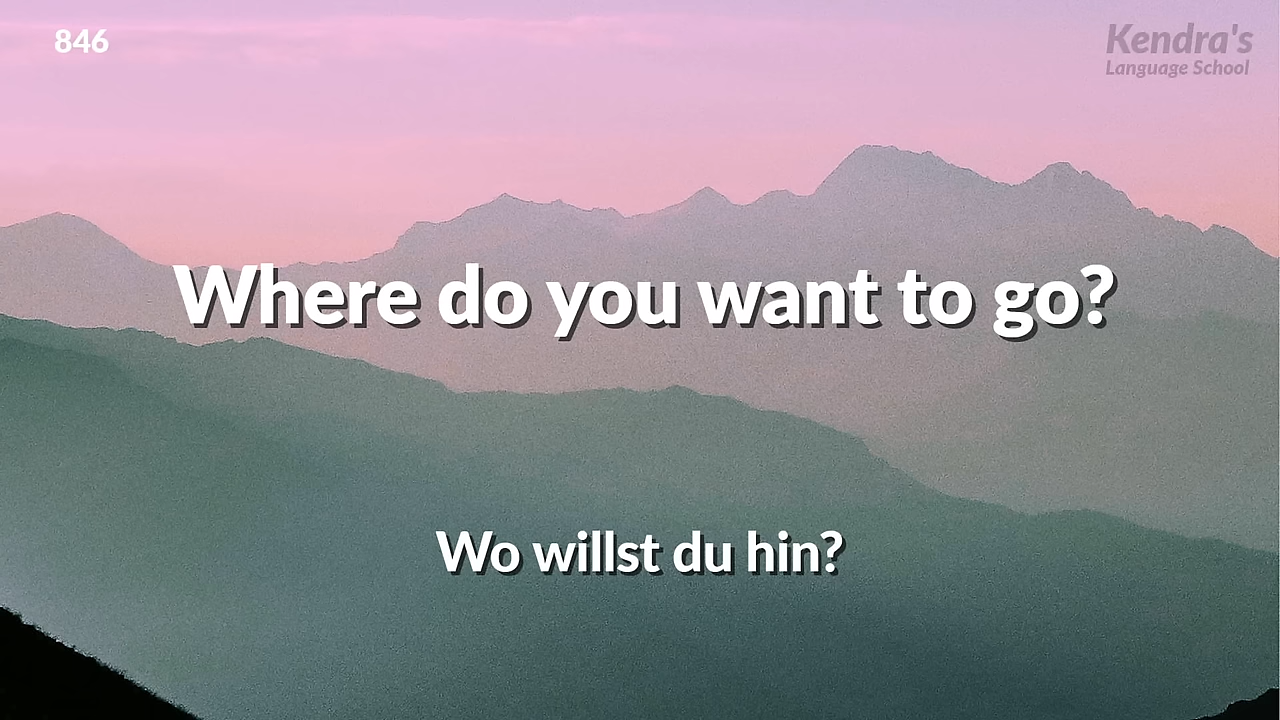 846
Kendra's
Language School
Where do you want to go?
Wo willst du hin?